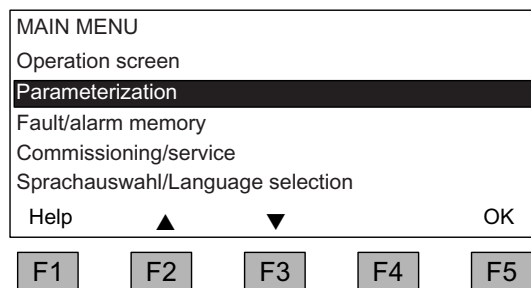 MAIN MENU
Operation screen
Parameterization
Fault/alarm memory
Commissioning/service
Sprachauswahl/Language selection
Help ▲ ▼ OK
F1 F2 F3 F4 F5